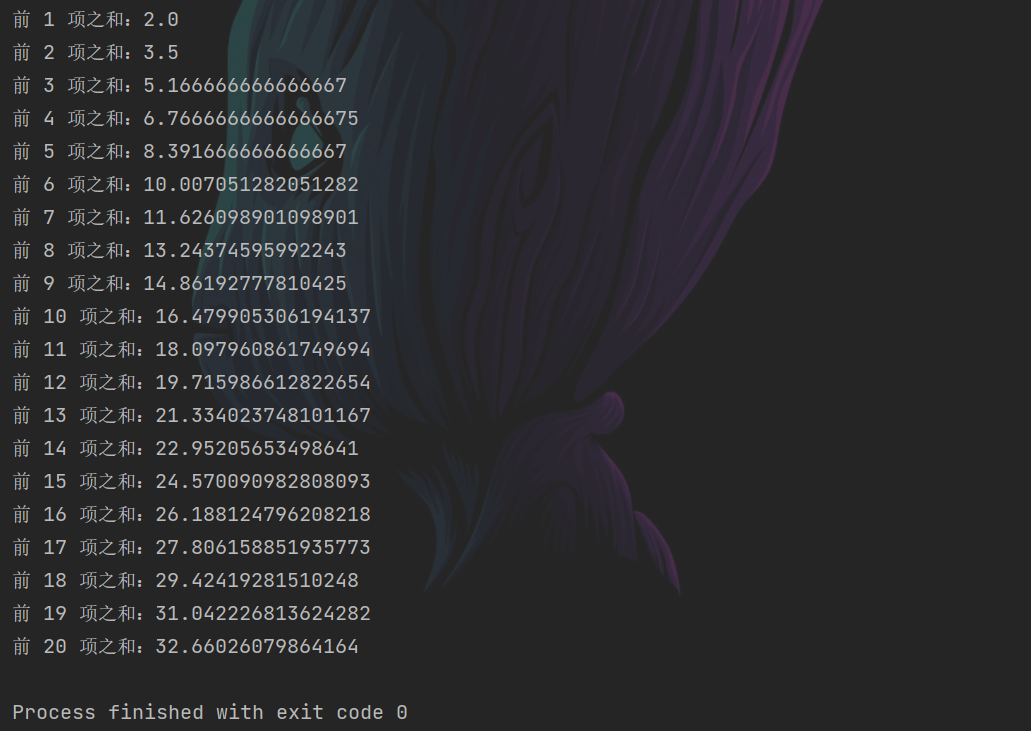 前 1 项之和：2.0
前 2 项之和：3.5
前 3 项之和：5.166666666666667
前 4 项之和：6.7666666666666675
前 5 项之和：8.391666666666667
前 6 项之和：10.007051282051282
前 7 项之和：11.626098901098901
前 8 项之和：13.24374595992243
前 9 项之和：14.86192777810425
前 10 项之和：16.479905306194137
前 11 项之和：18.097960861749694
前 12 项之和：19.715986612822654
前 13 项之和：21.334023748101167
前 14 项之和：22.95205653498641
前 15 项之和：24.570090982808093
前 16 项之和：26.188124796208218
前 17 项之和：27.806158851935773
前 18 项之和：29.42419281510248
前 19 项之和：31.042226813624282
前 20 项之和：32.66026079864164
Process finished with exit code 0